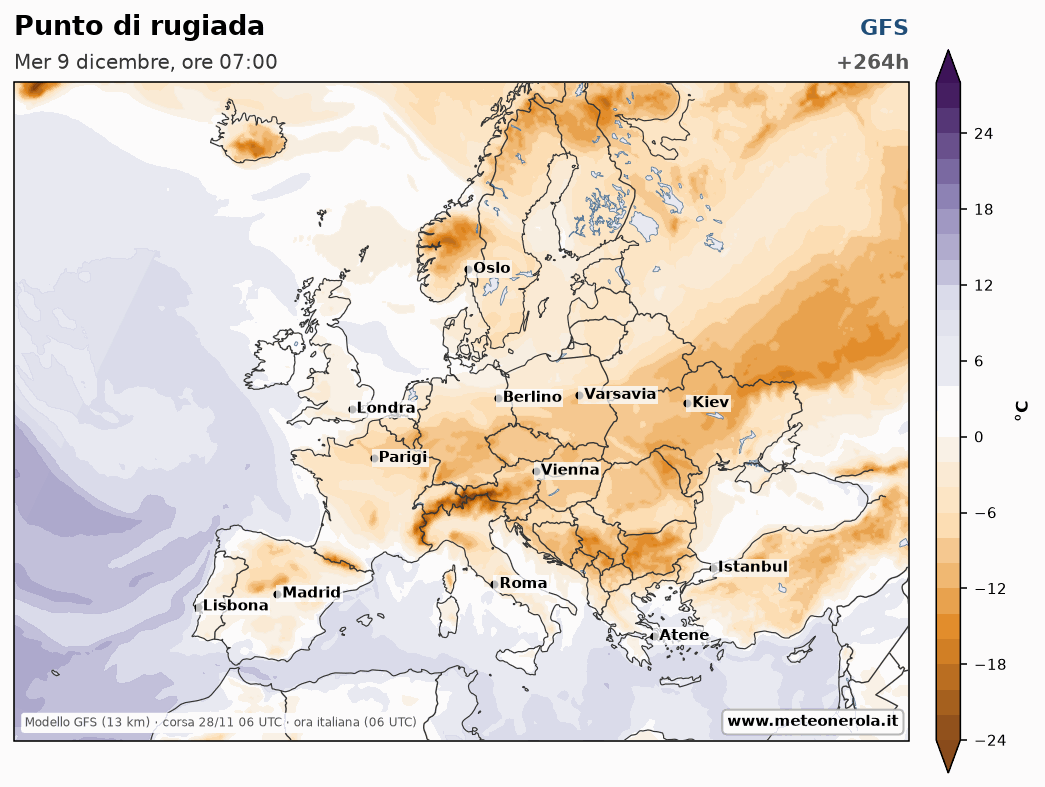 Punto di rugiada
GFS
Mer 9 dicembre, ore 07:00
+264h
24
18
12
6
0
−6
−12
−18
−24
°C
Oslo
Berlino
Varsavia
Kiev
Londra
Parigi
Vienna
Istanbul
Roma
Madrid
Lisbona
Atene
Modello GFS (13 km) · corsa 28/11 06 UTC · ora italiana (06 UTC)
www.meteonerola.it